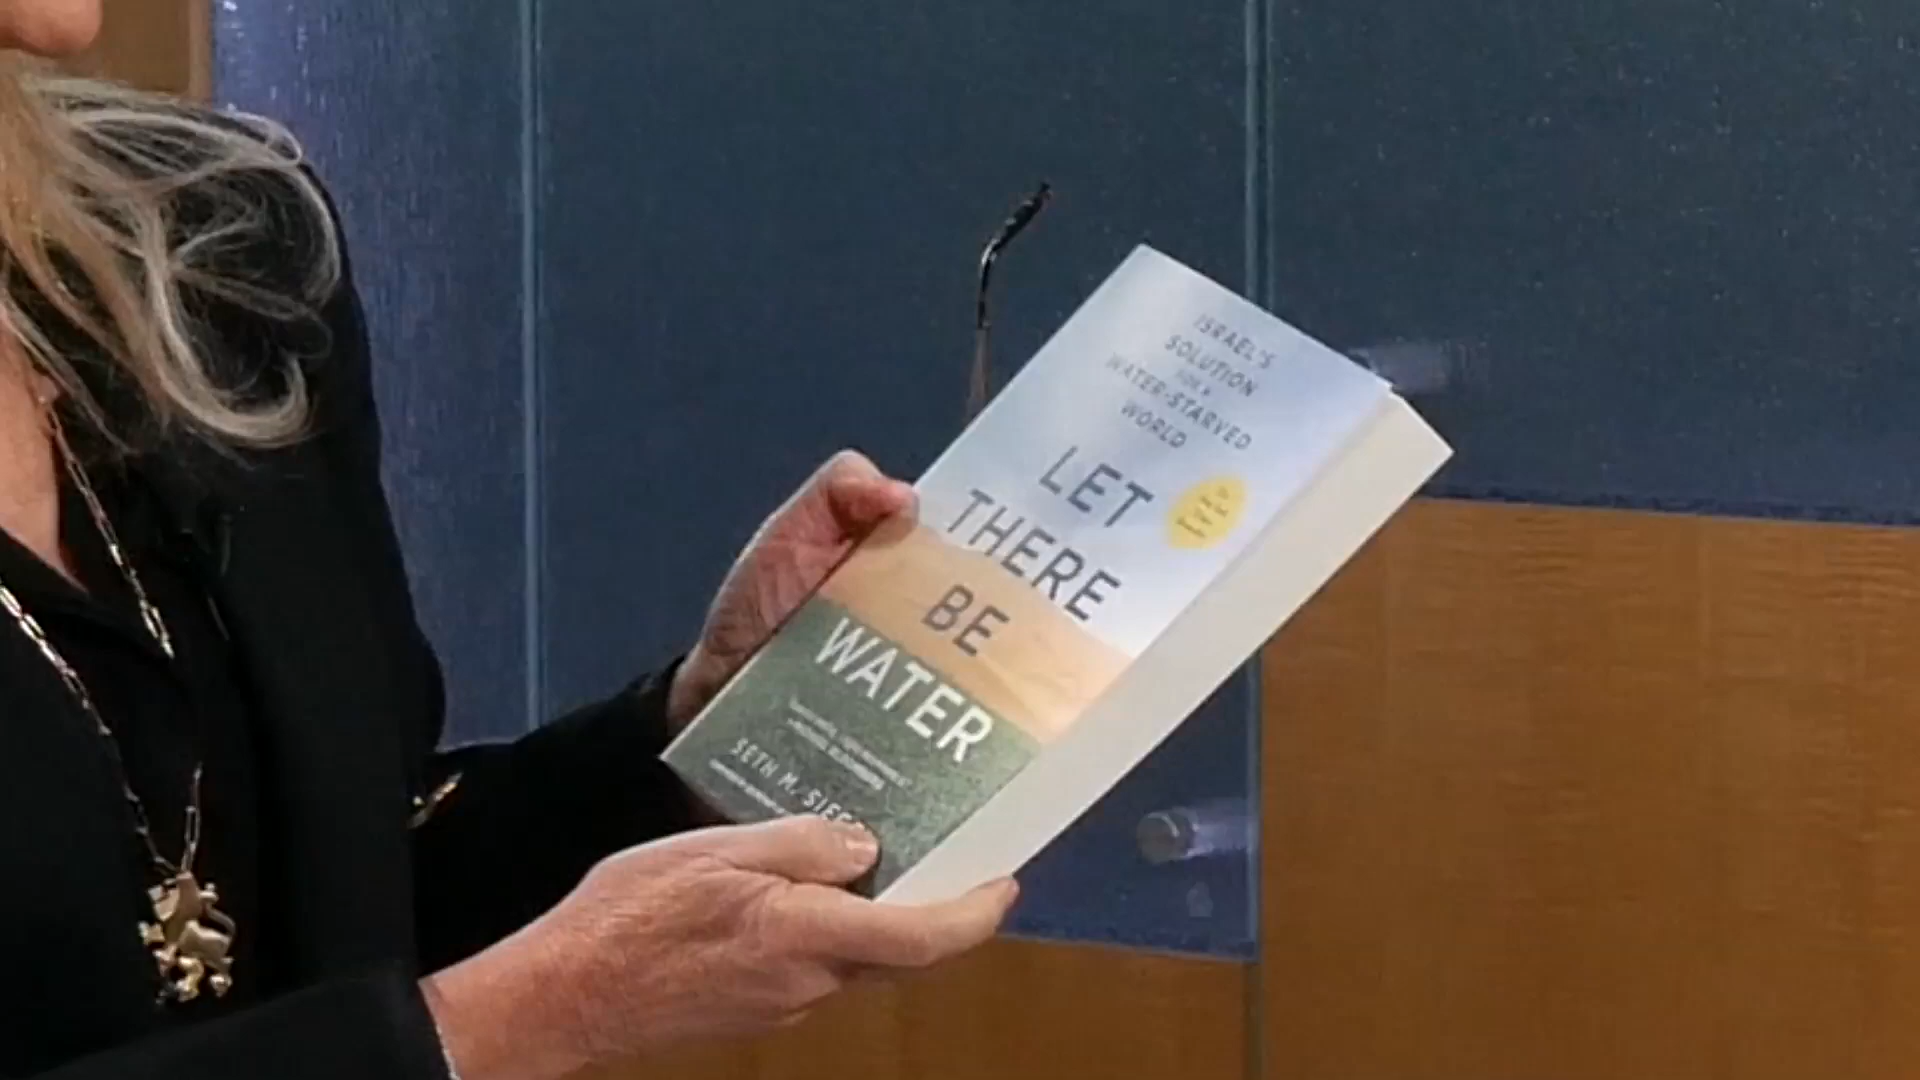 ISRAEL'S
SOLUTION
FOR A
WATER-STARVED
WORLD
LET
THERE
BE
WATER
SETH M.